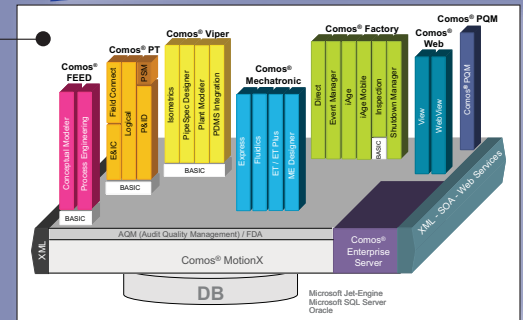 Comos® FEED
Conceptual Modeler
Process Engineering
BASIC
Comos® PT
Field Connect
E&IC
Logical
PSM
P&ID
BASIC
Comos® Viper
Isometrics
PipeSpec Designer
Plant Modeler
PDMS Integration
BASIC
Comos® Mechatronic
Express
Fluidics
ET / ET Plus
ME Designer
Comos® Factory
Direct
Event Manager
iAge
iAge Mobile
Inspection
BASIC
Shutdown Manager
Comos® Web
View
WebView
Comos® PQM
Comos® PQM
XML
AQM (Audit Quality Management) / FDA
Comos® MotionX
Comos® Enterprise Server
XML - SOA - Web Services
DB
Microsoft Jet-Engine
Microsoft SQL Server
Oracle